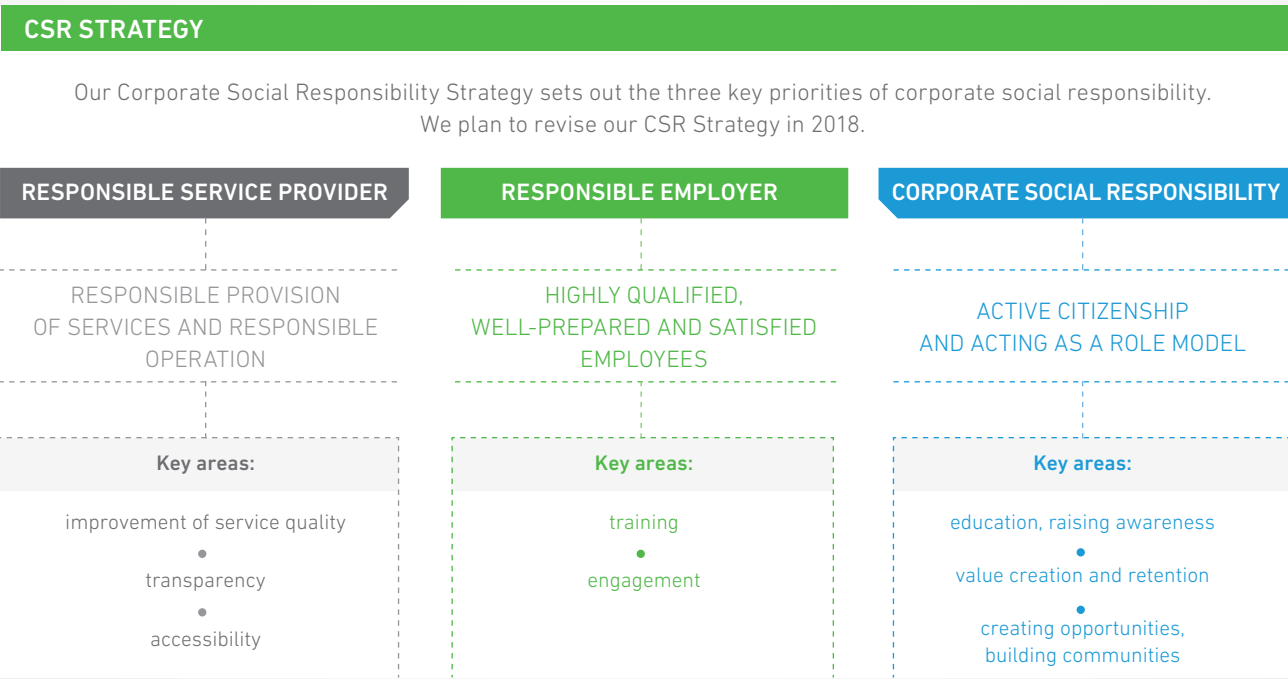 CSR STRATEGY
Our Corporate Social Responsibility Strategy sets out the three key priorities of corporate social responsibility.
We plan to revise our CSR Strategy in 2018.
RESPONSIBLE SERVICE PROVIDER
RESPONSIBLE PROVISION
OF SERVICES AND RESPONSIBLE
OPERATION
Key areas:
improvement of service quality
transparency
accessibility
RESPONSIBLE EMPLOYER
HIGHLY QUALIFIED,
WELL-PREPARED AND SATISFIED
EMPLOYEES
Key areas:
training
engagement
CORPORATE SOCIAL RESPONSIBILITY
ACTIVE CITIZENSHIP
AND ACTING AS A ROLE MODEL
Key areas:
education, raising awareness
value creation and retention
creating opportunities,
building communities